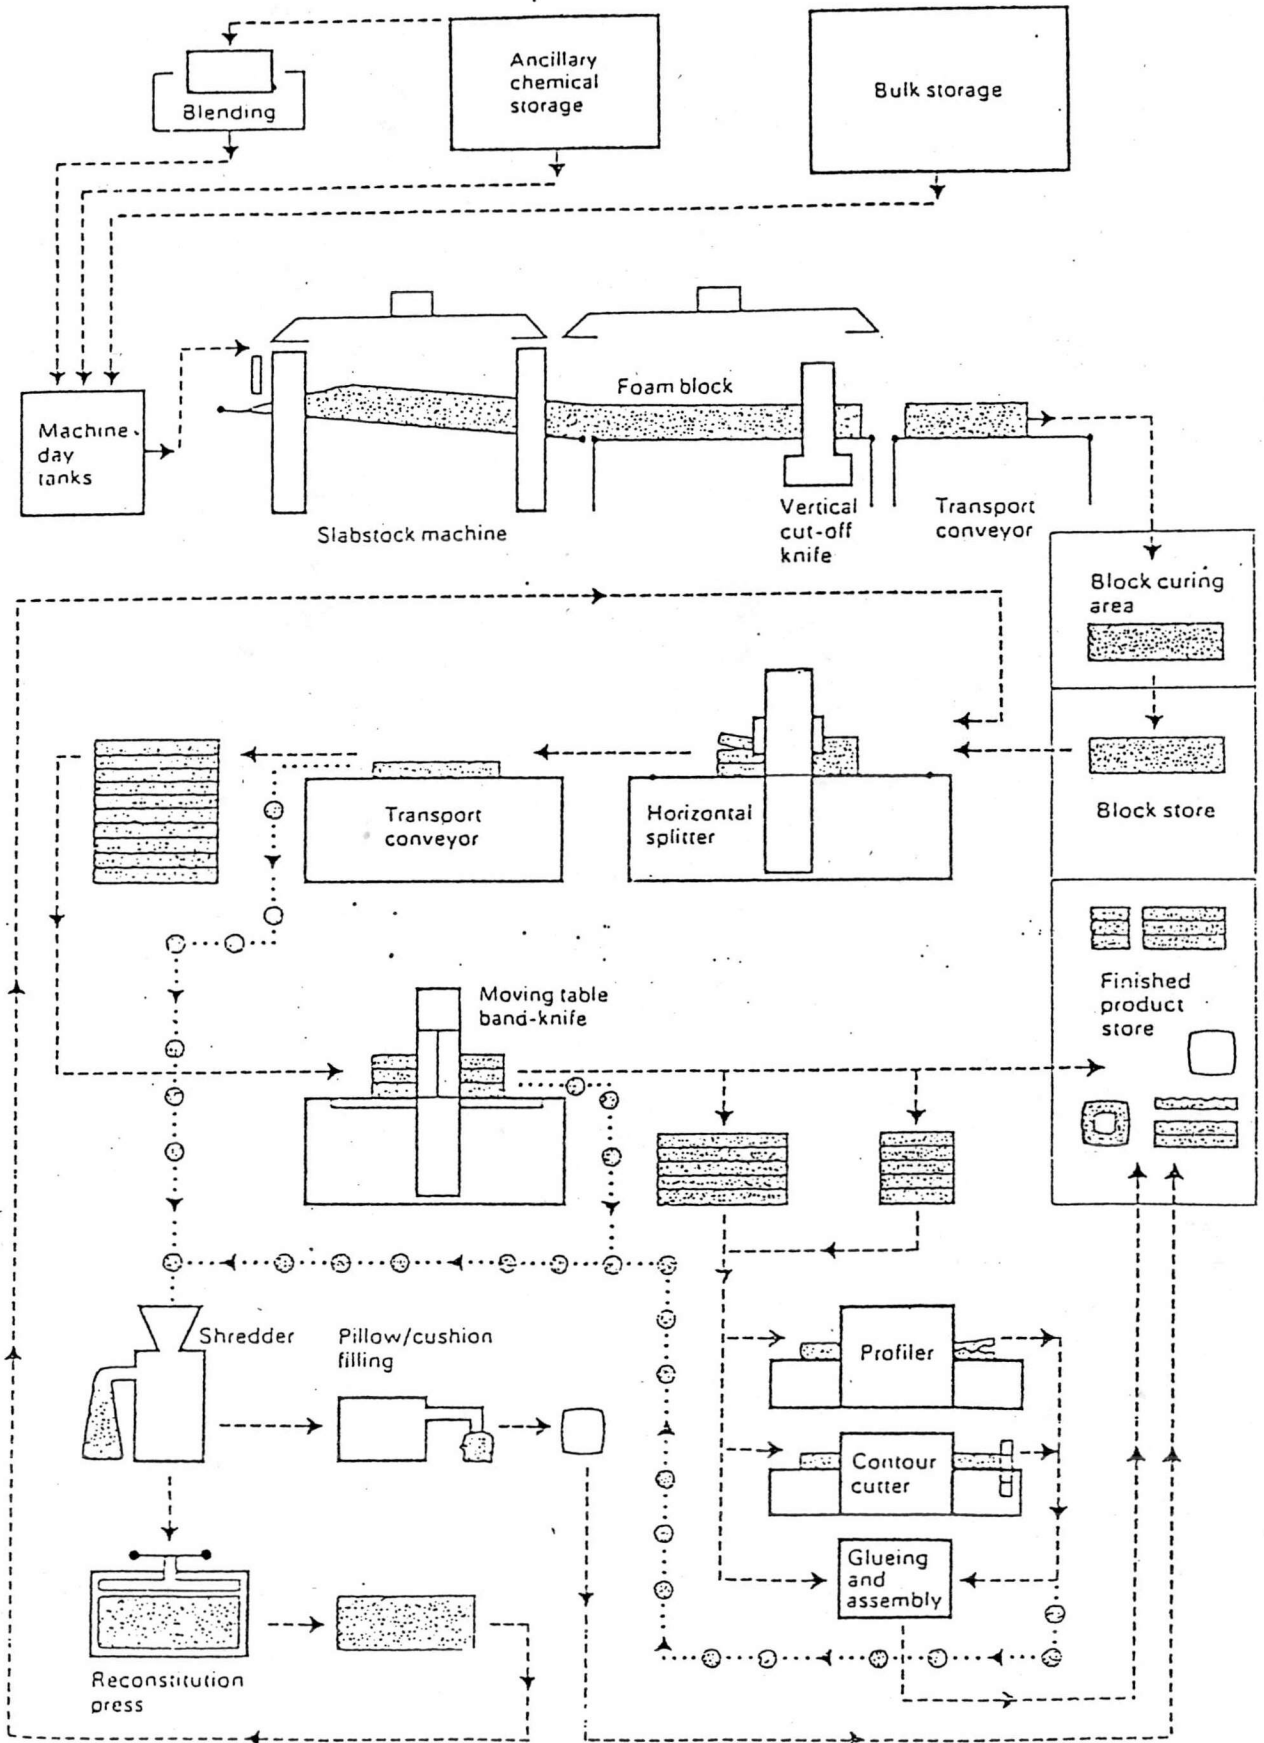 Ancillary
chemical
storage
Bulk storage
Blending
Foam block
Machine
day
tanks
Slabstock machine
Vertical
cut-off
knife
Transport
conveyor
Block curing
area
Transport
conveyor
Horizontal
splitter
Block store
Moving table
band-knife
Finished
product
store
Shredder
Pillow/cushion
filling
Profiler
Contour
cutter
Glueing
and
assembly
Reconstitution
press